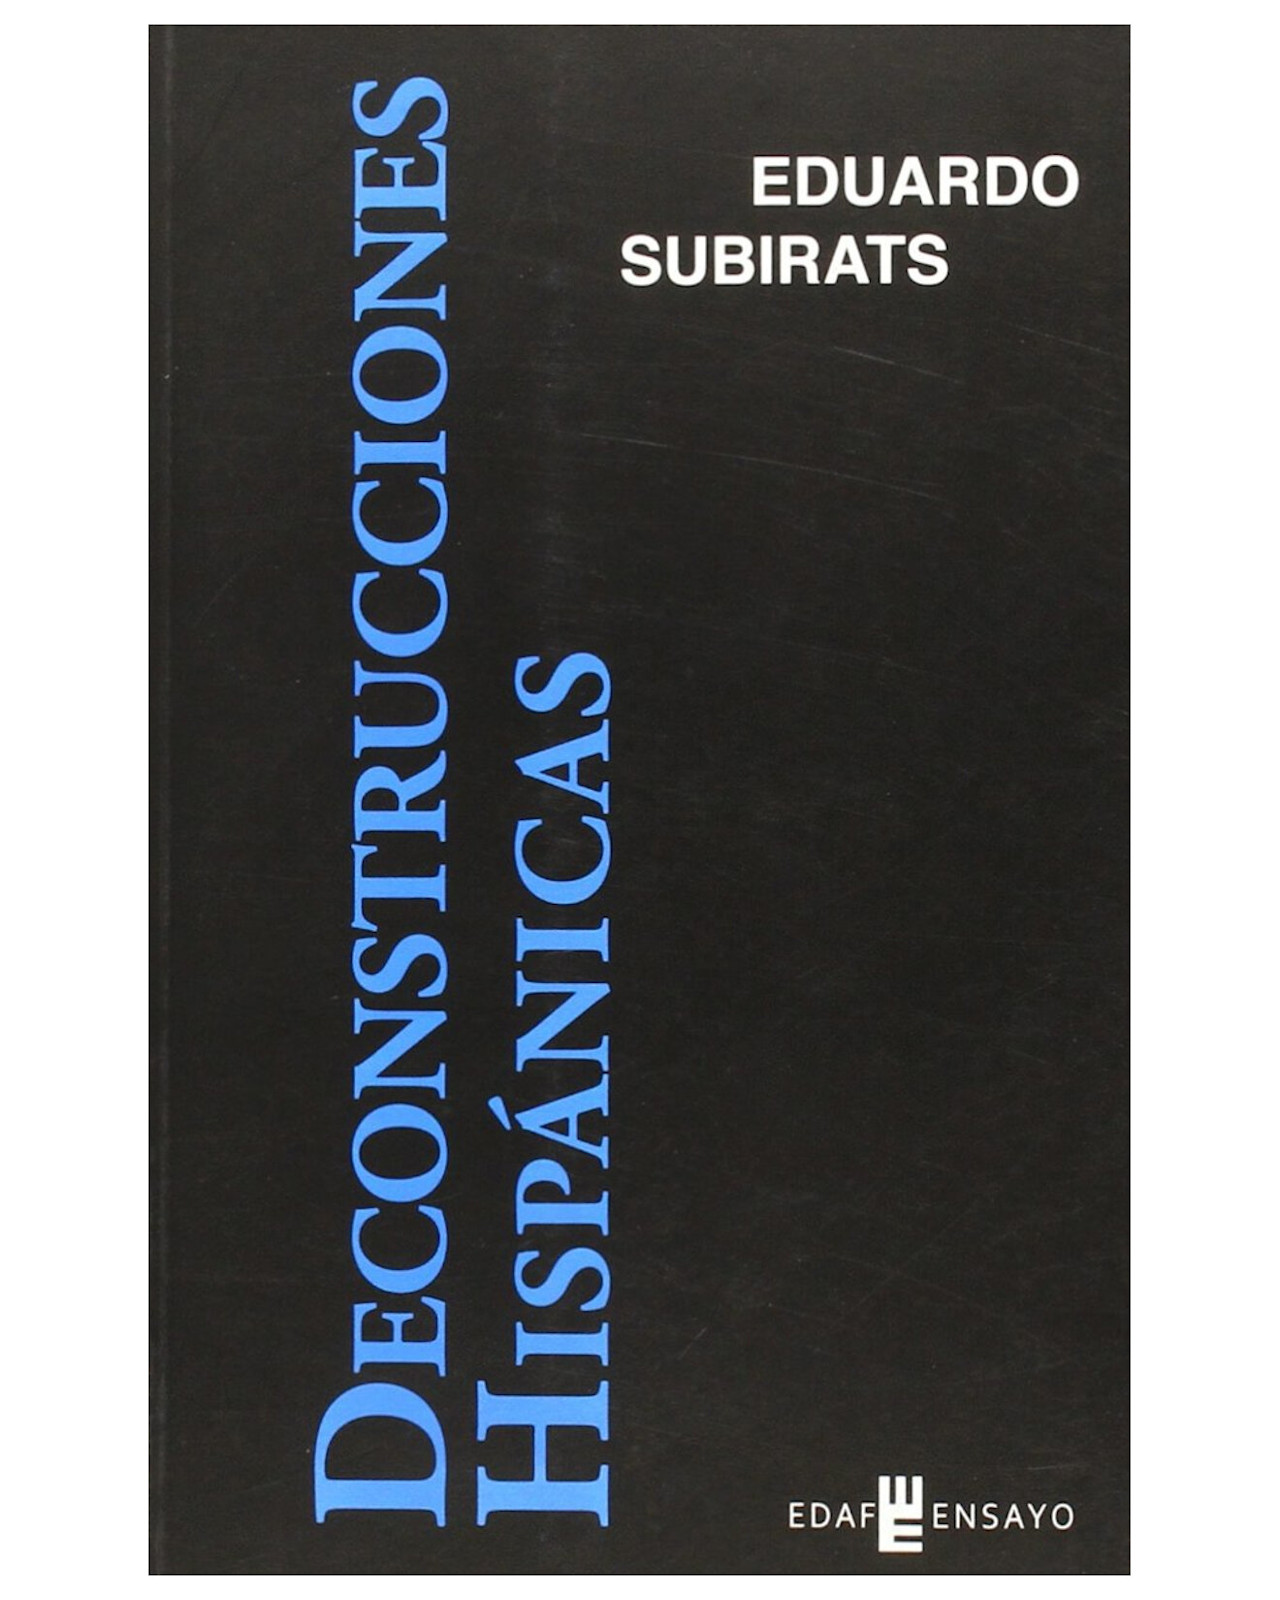 EDUARDO
SUBIRATS
DECONSTRUCCIONES
HISPÁNICAS
EDAF ENSAYO